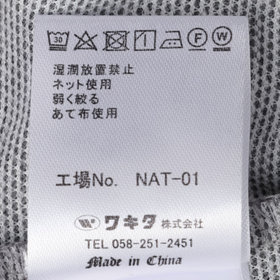 30 P F W
湿潤放置禁止
ネット使用
弱く絞る
あて布使用
工場No. NAT-01
W ワキタ株式会社
TEL 058-251-2451
Made in China